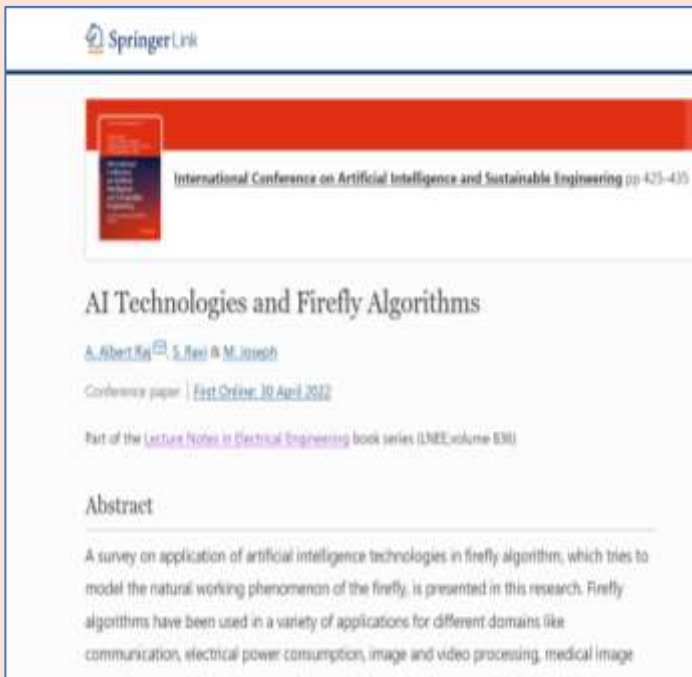 Springer Link
International Conference on Artificial Intelligence and Sustainable Engineering pp 425–435
AI Technologies and Firefly Algorithms
A. Albert Raj, S. Ravi & M. Joseph
Conference paper | First Online: 30 April 2022
Part of the Lecture Notes in Electrical Engineering book series (LNEE,volume 836)
Abstract
A survey on application of artificial intelligence technologies in firefly algorithm, which tries to
model the natural working phenomenon of the firefly, is presented in this research. Firefly
algorithms have been used in a variety of applications for different domains like
communication, electrical power consumption, image and video processing, medical image